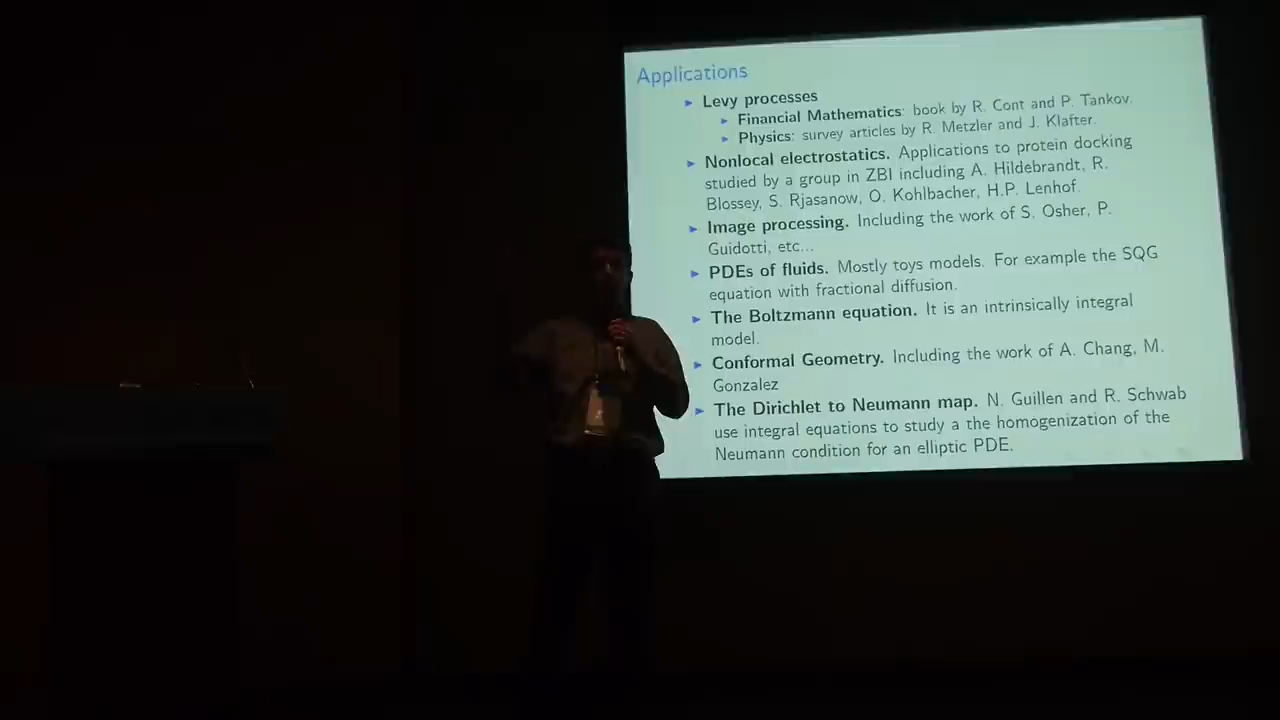 Applications
Levy processes
Financial Mathematics: book by R. Cont and P. Tankov.
Physics: survey articles by R. Metzler and J. Klafter.
Nonlocal electrostatics. Applications to protein docking
studied by a group in ZBI including A. Hildebrandt, R.
Blossey, S. Rjasanow, O. Kohlbacher, H.P. Lenhof.
Image processing. Including the work of S. Osher, P.
Guidotti, etc...
PDEs of fluids. Mostly toys models. For example the SQG
equation with fractional diffusion.
The Boltzmann equation. It is an intrinsically integral
model.
Conformal Geometry. Including the work of A. Chang, M.
Gonzalez
The Dirichlet to Neumann map. N. Guillen and R. Schwab
use integral equations to study a the homogenization of the
Neumann condition for an elliptic PDE.